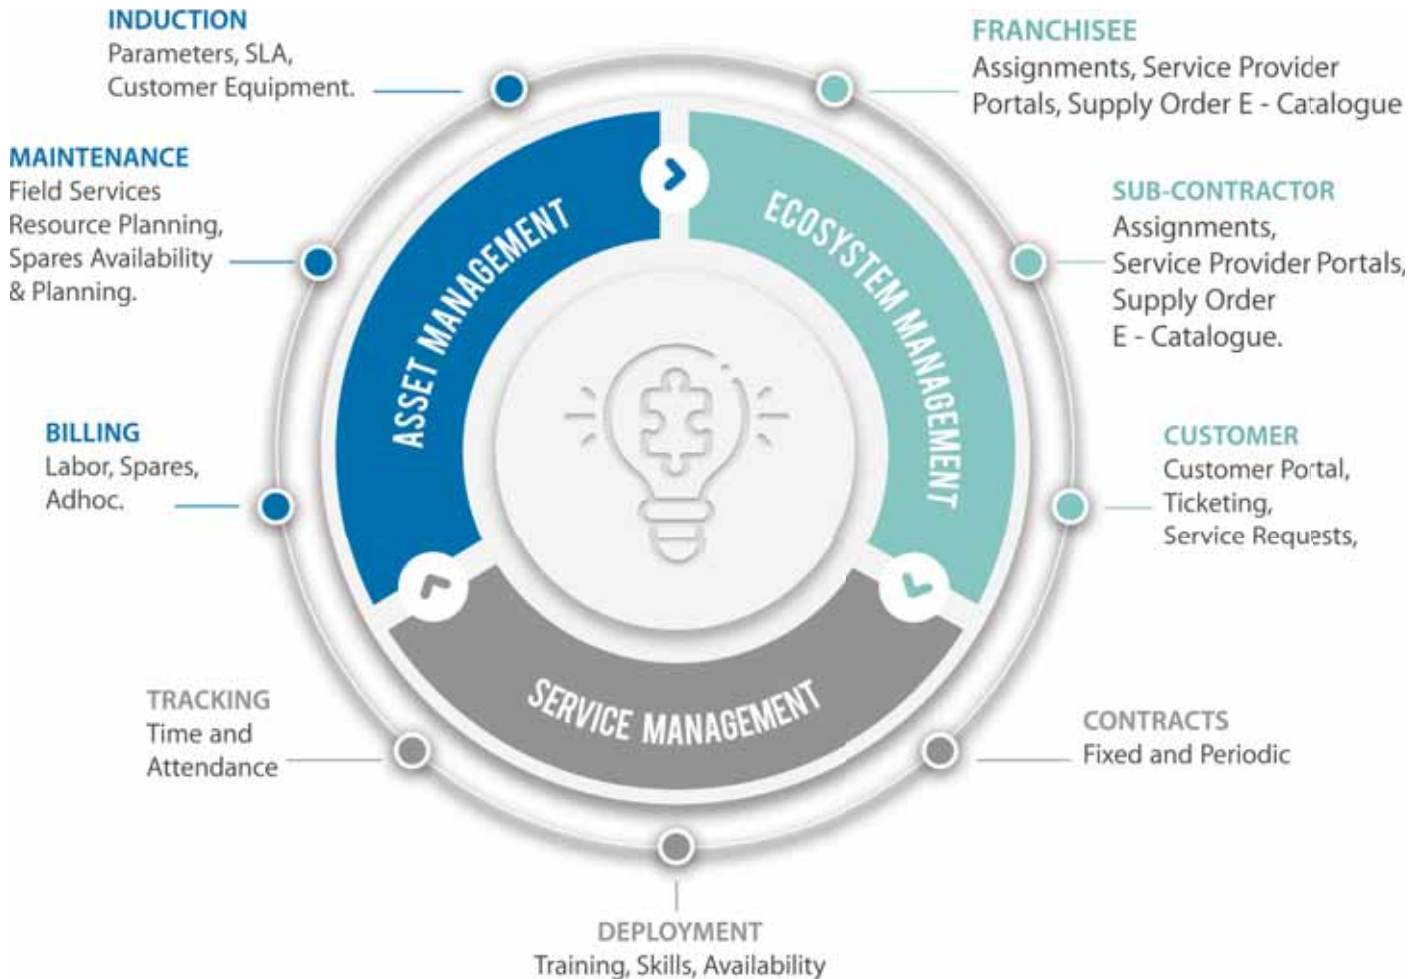 INDUCTION
Parameters, SLA,
Customer Equipment.
MAINTENANCE
Field Services
Resource Planning,
Spares Availability
& Planning.
BILLING
Labor, Spares,
Adhoc.
TRACKING
Time and
Attendance
DEPLOYMENT
Training, Skills, Availability
CONTRACTS
Fixed and Periodic
CUSTOMER
Customer Portal,
Ticketing,
Service Requests,
SUB-CONTRACTOR
Assignments,
Service Provider Portals,
Supply Order
E - Catalogue.
FRANCHISEE
Assignments, Service Provider
Portals, Supply Order E - Catalogue
ASSET MANAGEMENT
ECOSYSTEM MANAGEMENT
SERVICE MANAGEMENT